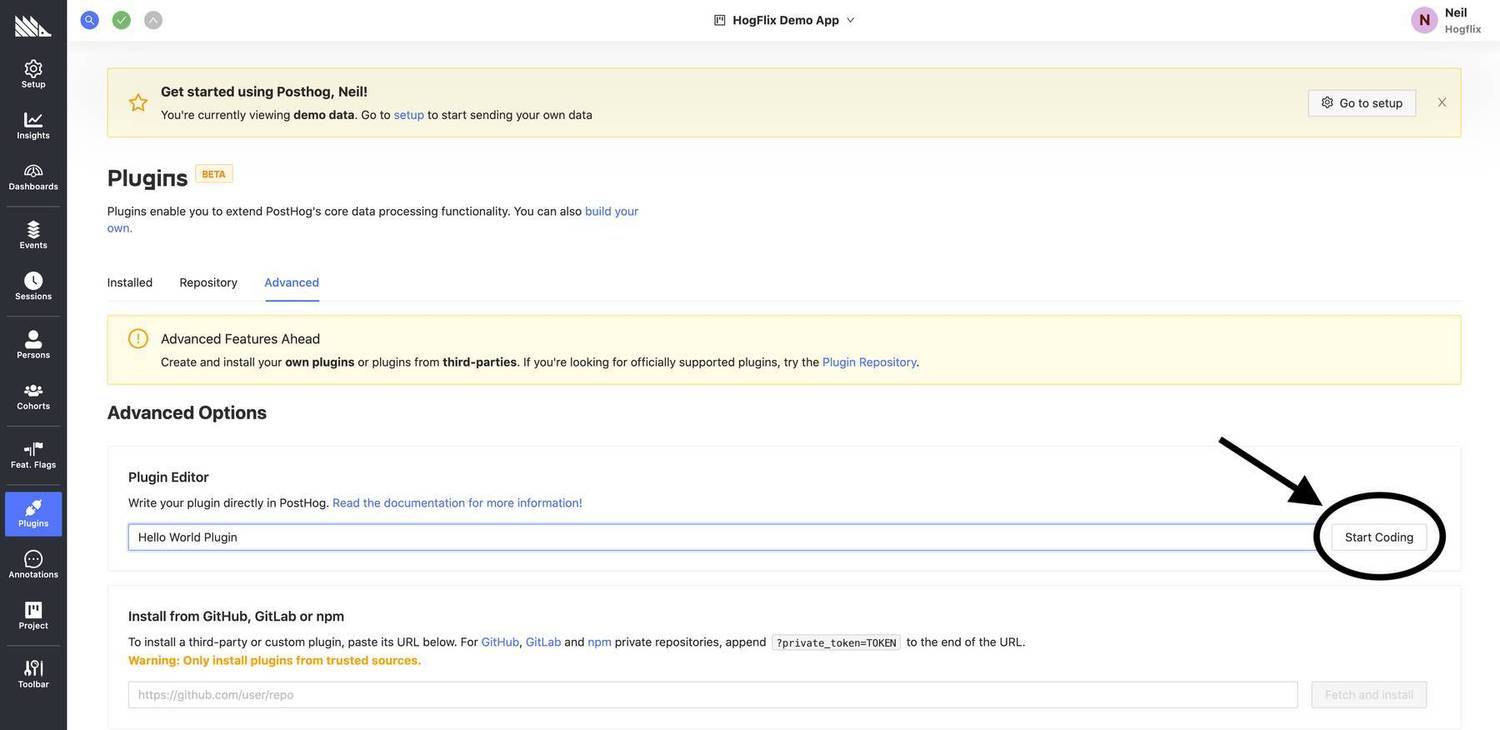 HogFlix Demo App
N
Neil
Hogflix
Setup
Insights
Dashboards
Events
Sessions
Persons
Cohorts
Feat. Flags
Plugins
Annotations
Project
Toolbar
Get started using Posthog, Neil!
You're currently viewing demo data. Go to setup to start sending your own data
Go to setup
Plugins BETA
Plugins enable you to extend PostHog's core data processing functionality. You can also build your
own.
Installed Repository Advanced
Advanced Features Ahead
Create and install your own plugins or plugins from third-parties. If you're looking for officially supported plugins, try the Plugin Repository.
Advanced Options
Plugin Editor
Write your plugin directly in PostHog. Read the documentation for more information!
Hello World Plugin
Start Coding
Install from GitHub, GitLab or npm
To install a third-party or custom plugin, paste its URL below. For GitHub, GitLab and npm private repositories, append ?private_token=TOKEN to the end of the URL.
Warning: Only install plugins from trusted sources.
https://github.com/user/repo
Fetch and install